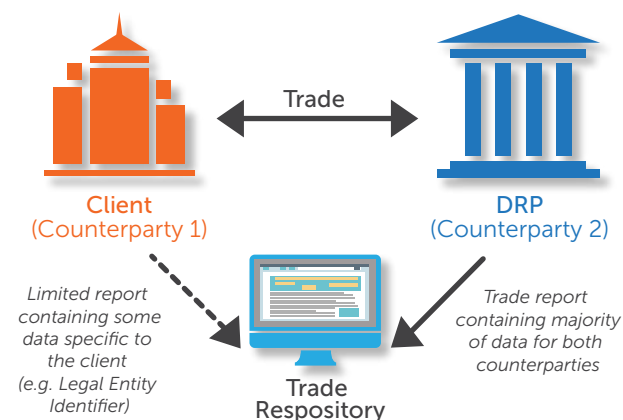 Trade
Client
(Counterparty 1)
DRP
(Counterparty 2)
Limited report
containing some
data specific to
the client
(e.g. Legal Entity
Identifier)
Trade report
containing majority
of data for both
counterparties
Trade
Respository